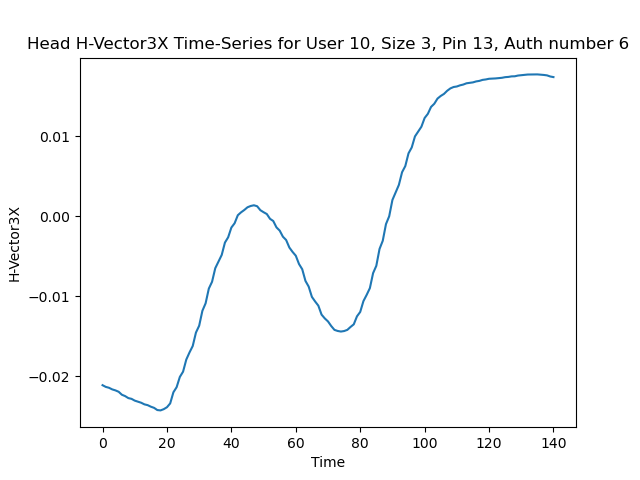 Head H-Vector3X Time-Series for User 10, Size 3, Pin 13, Auth number 6
H-Vector3X
0.01
0.00
−0.01
−0.02
0 20 40 60 80 100 120 140
Time